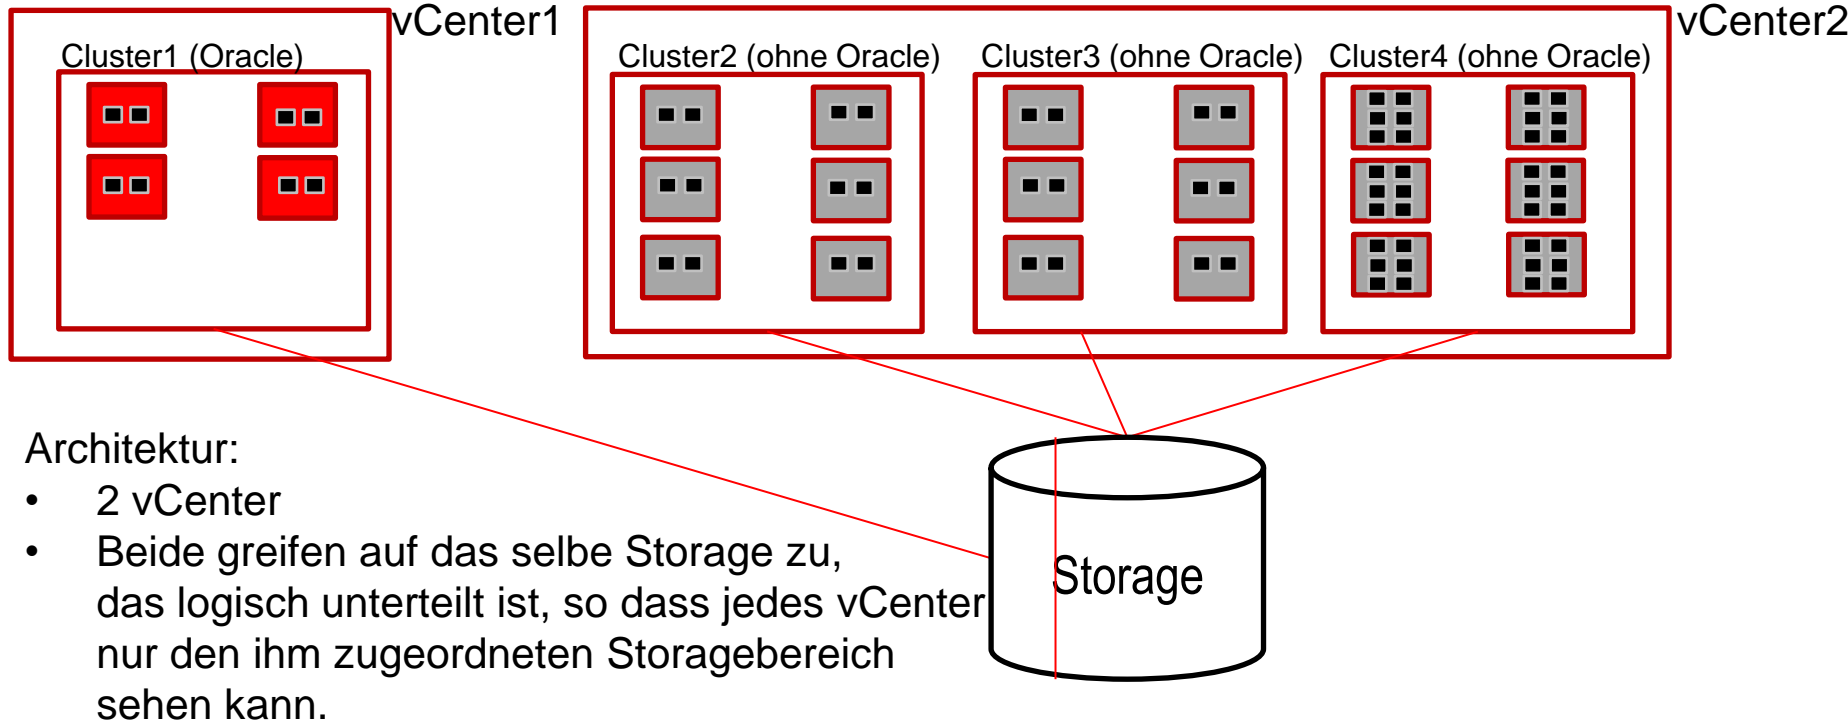 vCenter1
vCenter2
Cluster1 (Oracle)
Cluster2 (ohne Oracle)
Cluster3 (ohne Oracle)
Cluster4 (ohne Oracle)
Architektur:
• 2 vCenter
• Beide greifen auf das selbe Storage zu,
das logisch unterteilt ist, so dass jedes vCenter
nur den ihm zugeordneten Storagebereich
sehen kann.
Storage